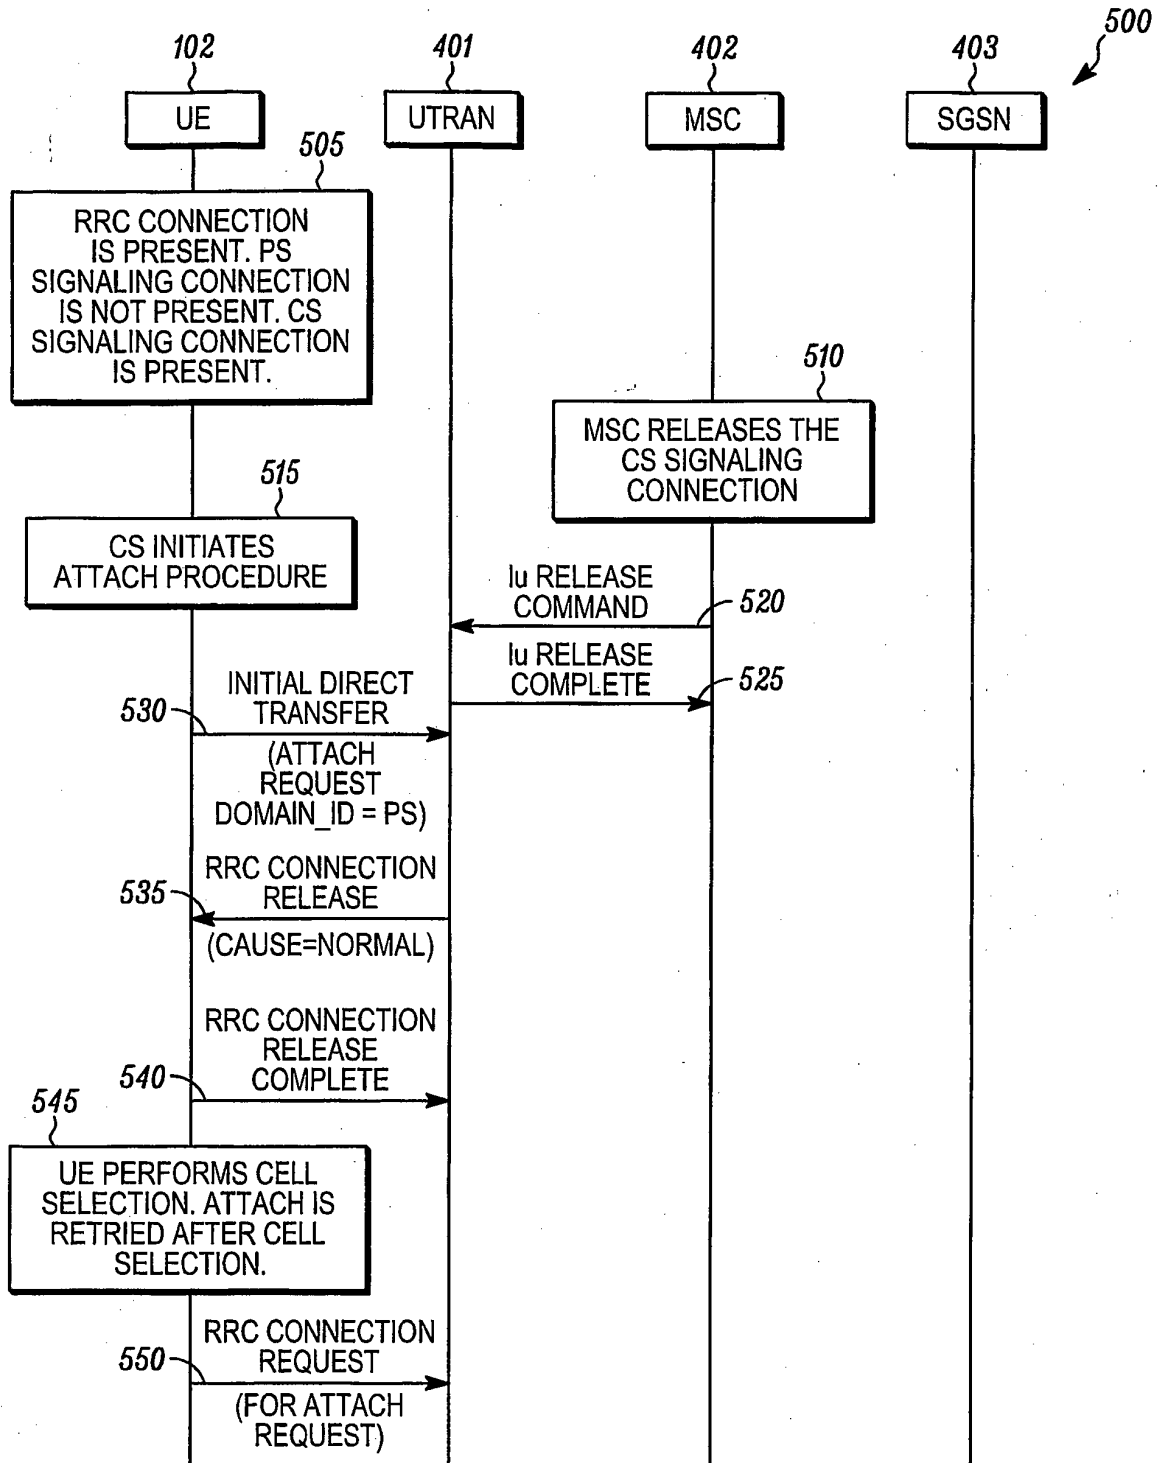 500
102
401
402
403
UE
UTRAN
MSC
SGSN
505
RRC CONNECTION
IS PRESENT. PS
SIGNALING CONNECTION
IS NOT PRESENT. CS
SIGNALING CONNECTION
IS PRESENT.
510
MSC RELEASES THE
CS SIGNALING
CONNECTION
515
CS INITIATES
ATTACH PROCEDURE
Iu RELEASE
COMMAND
520
Iu RELEASE
COMPLETE
525
INITIAL DIRECT
TRANSFER
530
(ATTACH
REQUEST
DOMAIN_ID = PS)
RRC CONNECTION
RELEASE
535
(CAUSE=NORMAL)
RRC CONNECTION
RELEASE
COMPLETE
540
545
UE PERFORMS CELL
SELECTION. ATTACH IS
RETRIED AFTER CELL
SELECTION.
RRC CONNECTION
REQUEST
550
(FOR ATTACH
REQUEST)